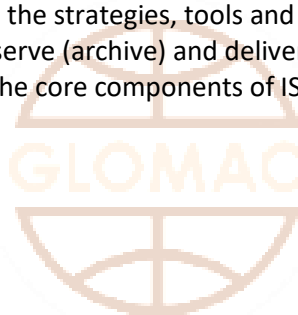 the strategies, tools and
serve (archive) and deliver
he core components of IS
GLOMAC